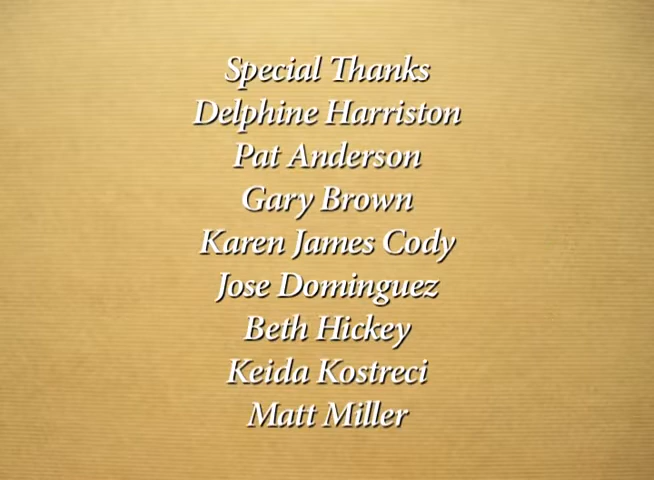 Special Thanks
Delphine Harriston
Pat Anderson
Gary Brown
Karen James Cody
Jose Dominguez
Beth Hickey
Keida Kostreci
Matt Miller